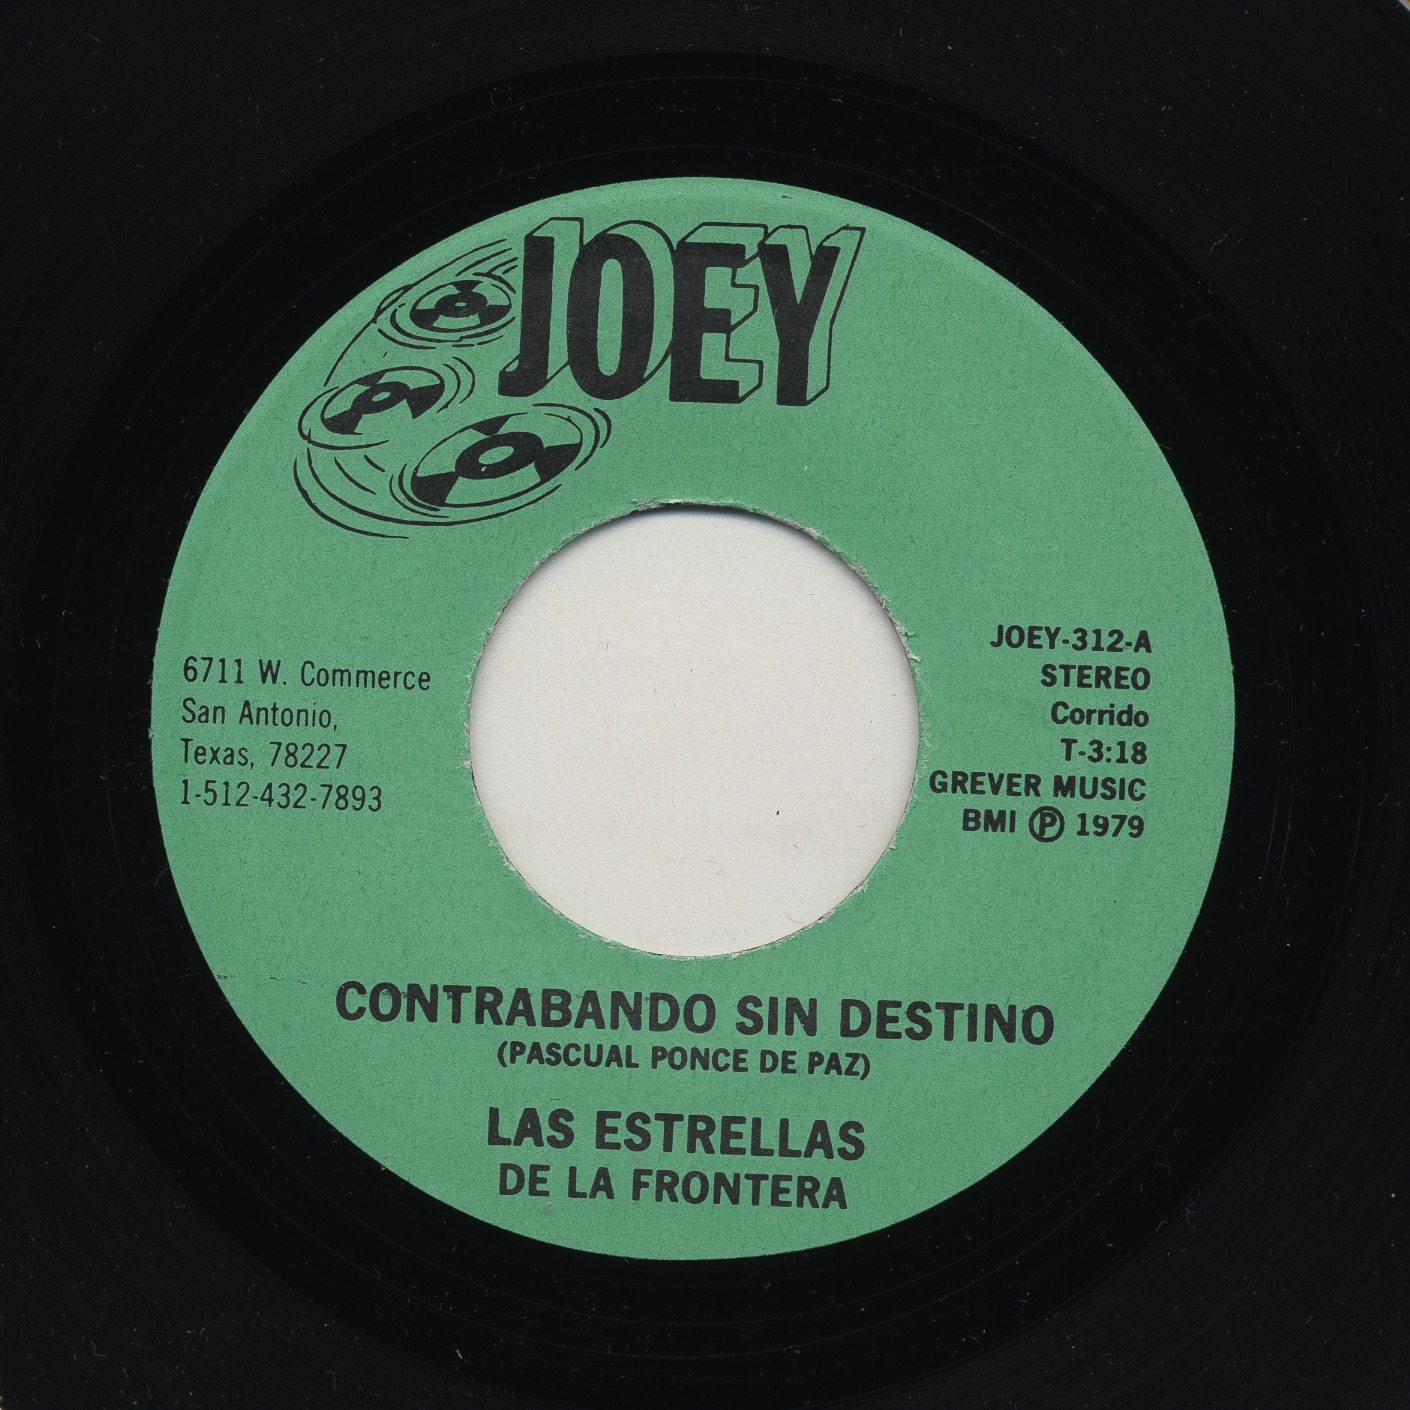 JOEY
6711 W. Commerce
San Antonio,
Texas, 78227
1-512-432-7893
JOEY-312-A
STEREO
Corrido
T-3:18
GREVER MUSIC
BMI Ⓟ 1979
CONTRABANDO SIN DESTINO
(PASCUAL PONCE DE PAZ)
LAS ESTRELLAS
DE LA FRONTERA